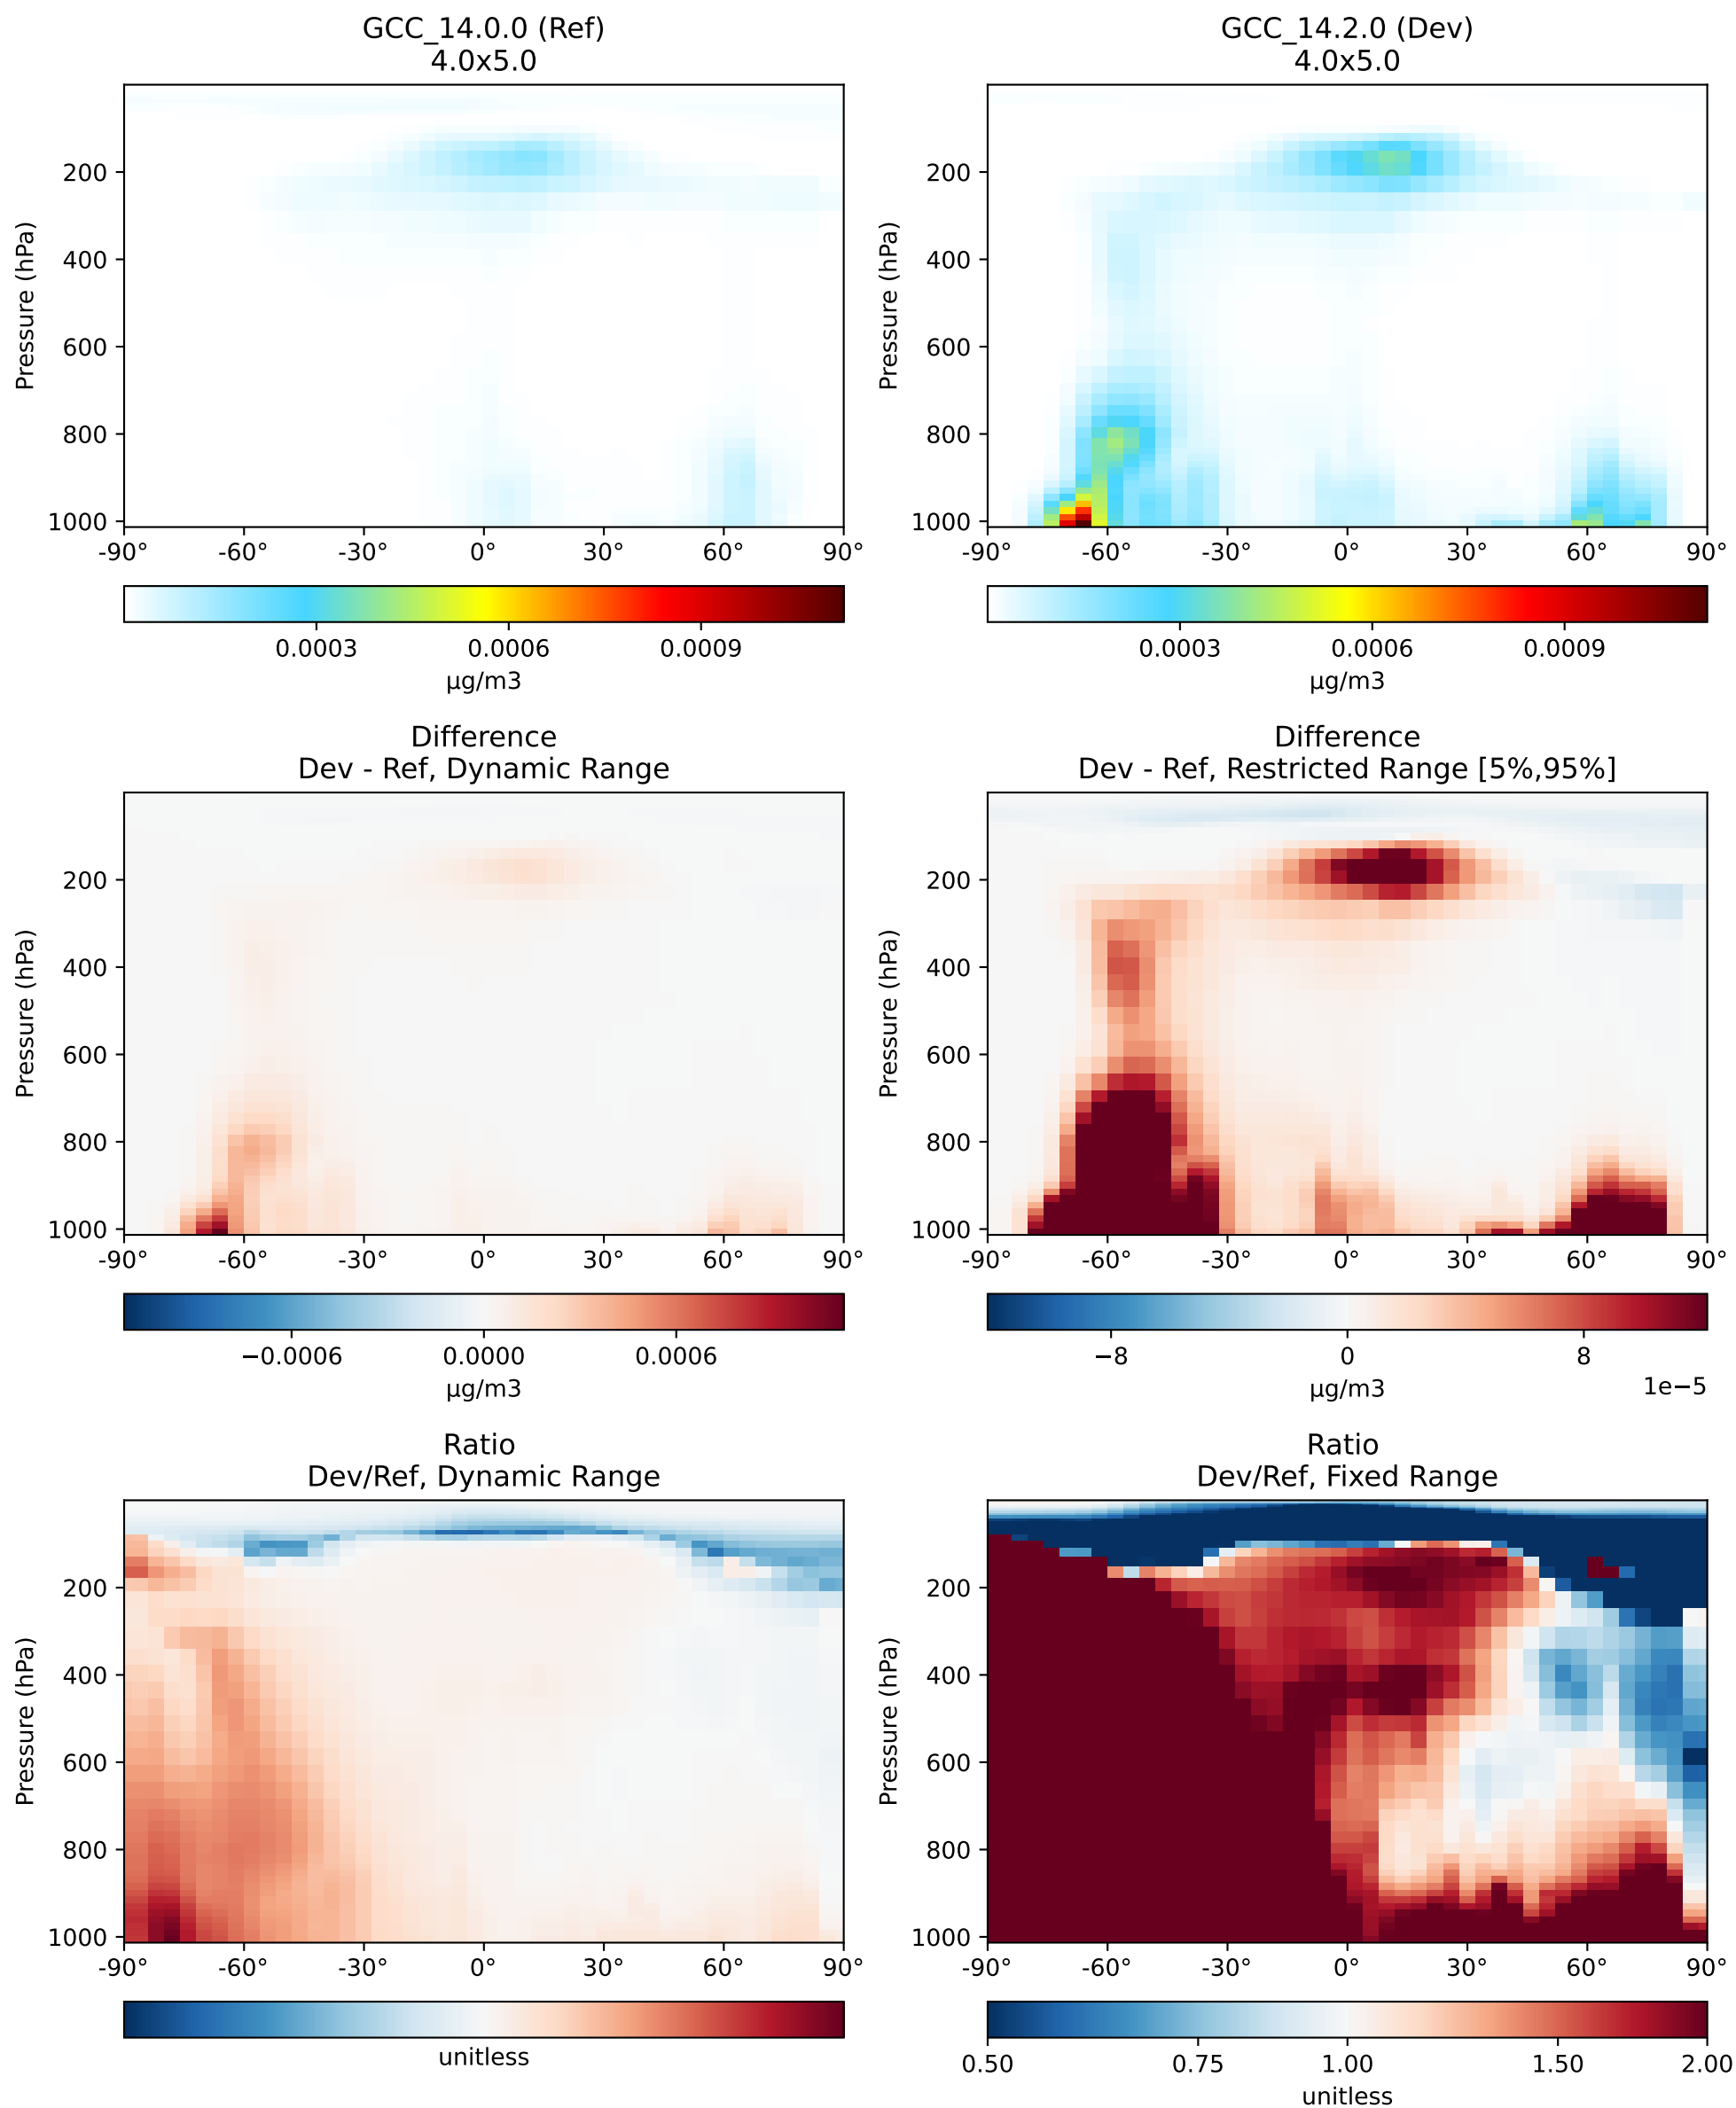 GCC_14.0.0 (Ref)
4.0x5.0
Pressure (hPa)
200
400
600
800
1000
-90° -60° -30° 0° 30° 60° 90°
0.0003 0.0006 0.0009
μg/m3
GCC_14.2.0 (Dev)
4.0x5.0
Pressure (hPa)
200
400
600
800
1000
-90° -60° -30° 0° 30° 60° 90°
0.0003 0.0006 0.0009
μg/m3
Difference
Dev - Ref, Dynamic Range
Pressure (hPa)
200
400
600
800
1000
-90° -60° -30° 0° 30° 60° 90°
−0.0006 0.0000 0.0006
μg/m3
Difference
Dev - Ref, Restricted Range [5%,95%]
Pressure (hPa)
200
400
600
800
1000
-90° -60° -30° 0° 30° 60° 90°
−8 0 8
μg/m3
1e−5
Ratio
Dev/Ref, Dynamic Range
Pressure (hPa)
200
400
600
800
1000
-90° -60° -30° 0° 30° 60° 90°
unitless
Ratio
Dev/Ref, Fixed Range
Pressure (hPa)
200
400
600
800
1000
-90° -60° -30° 0° 30° 60° 90°
0.50 0.75 1.00 1.50 2.00
unitless